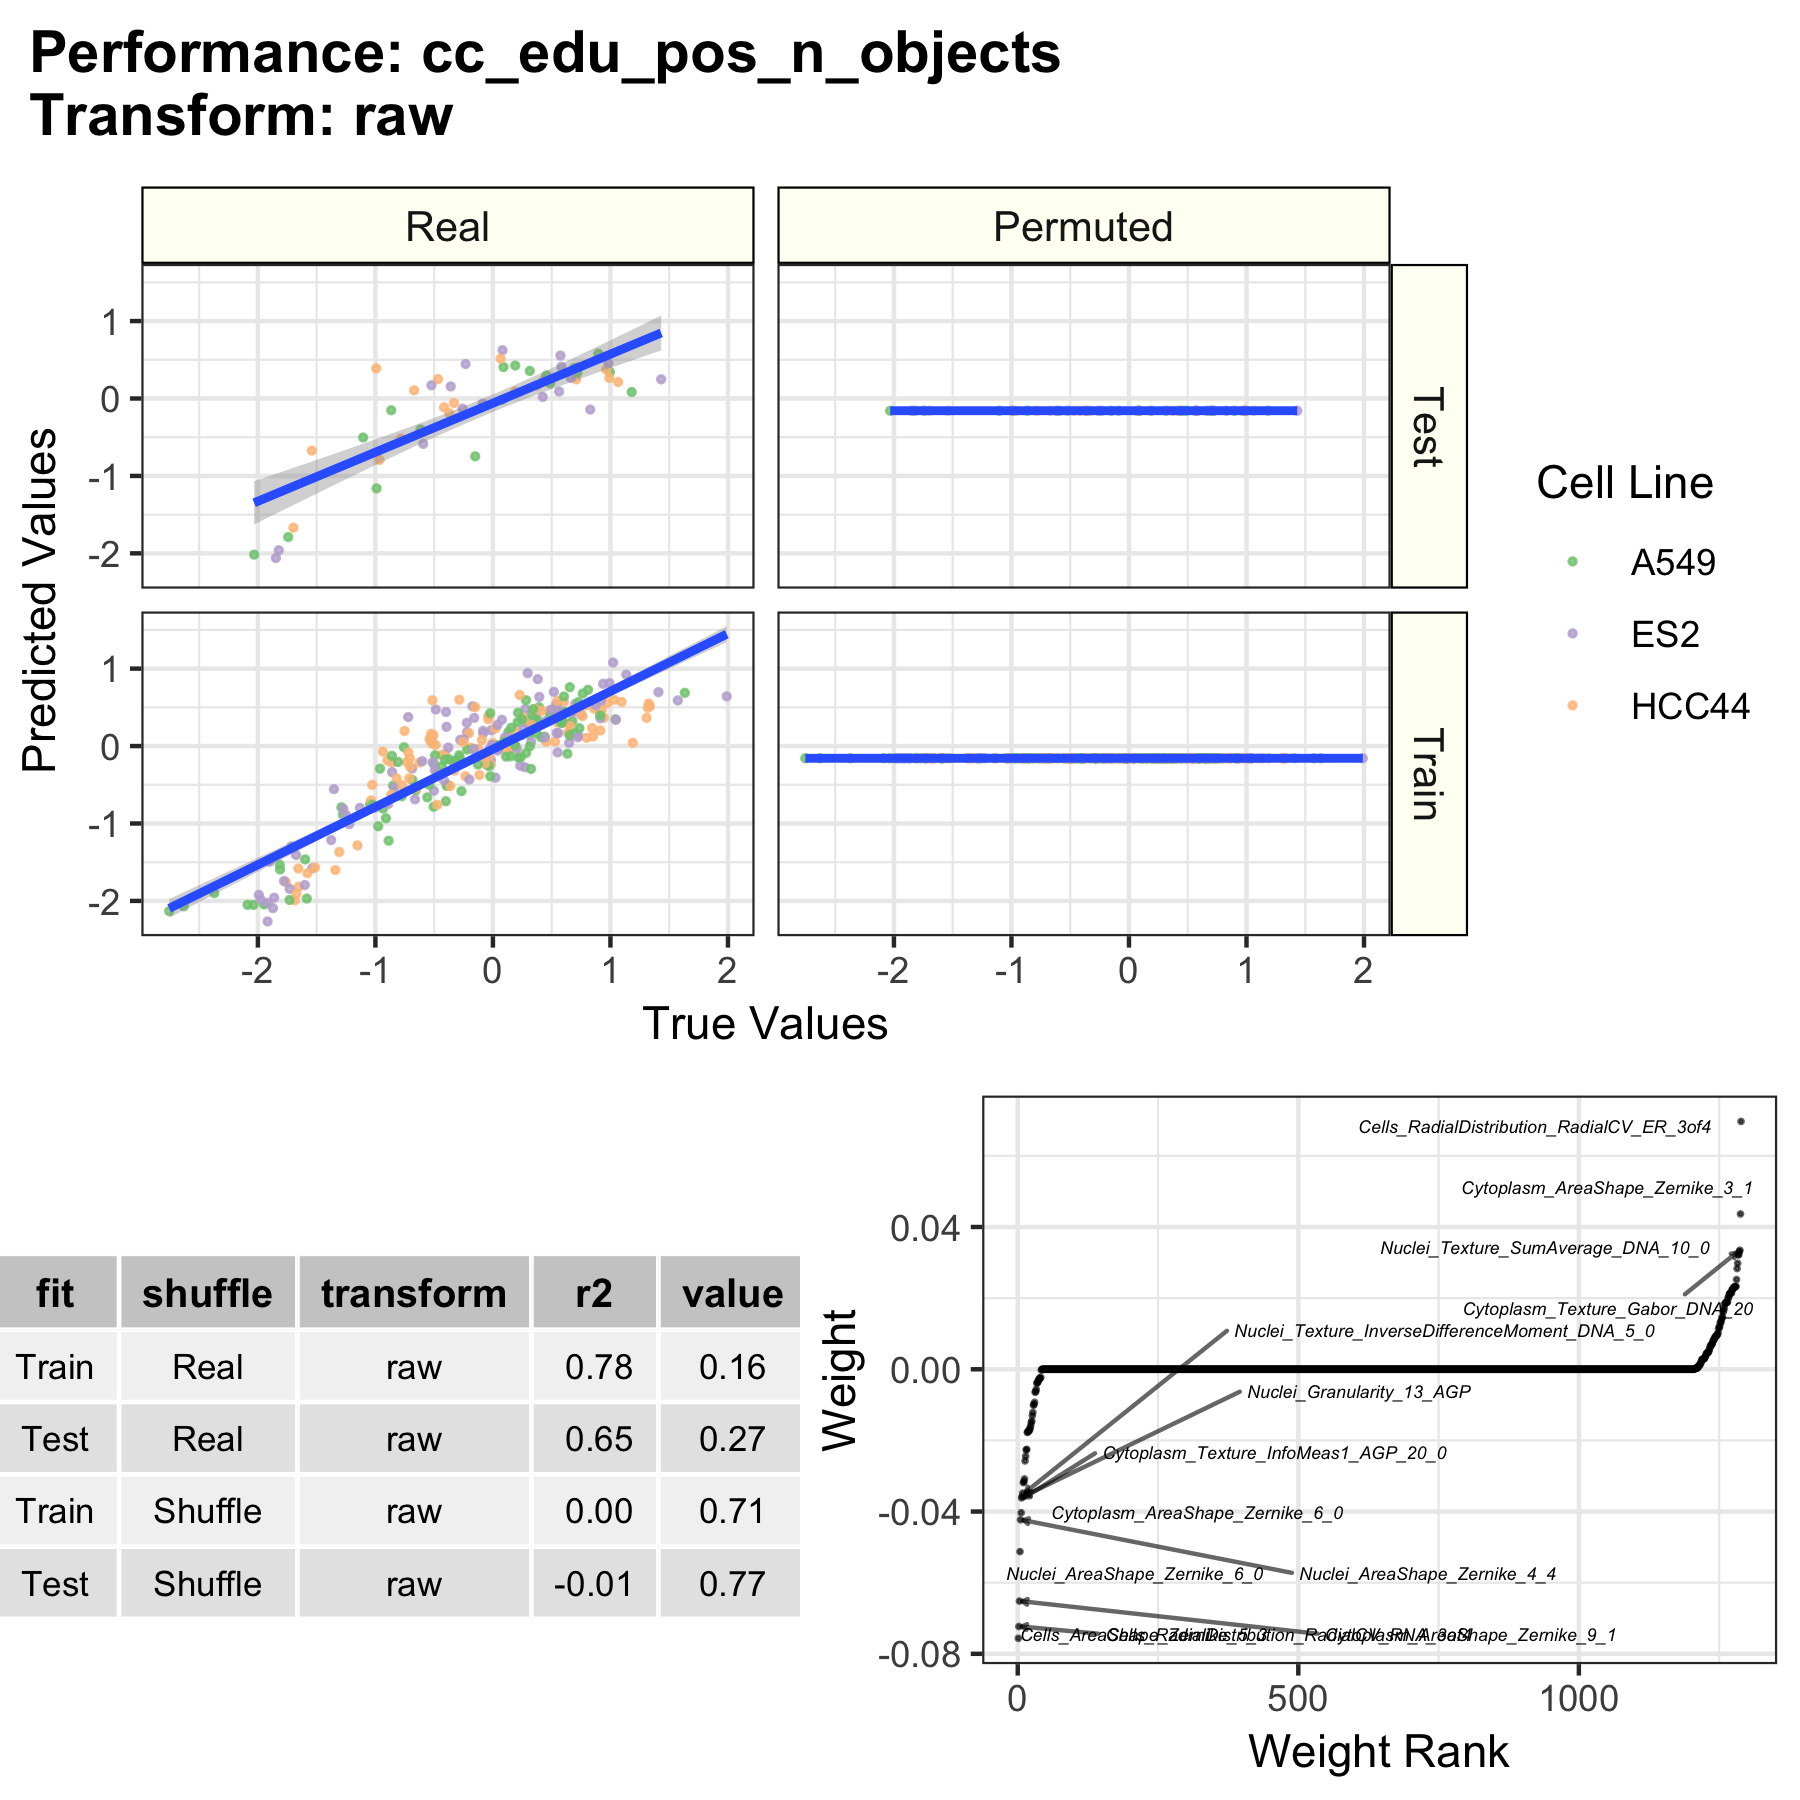 Performance: cc_edu_pos_n_objects
Transform: raw
Real
Permuted
Test
Train
Predicted Values
1
0
-1
-2
1
0
-1
-2
-2 -1 0 1 2
-2 -1 0 1 2
True Values
Cell Line
A549
ES2
HCC44
fit shuffle transform r2 value
Train Real raw 0.78 0.16
Test Real raw 0.65 0.27
Train Shuffle raw 0.00 0.71
Test Shuffle raw -0.01 0.77
Weight
0.04
0.00
-0.04
-0.08
Cells_RadialDistribution_RadialCV_ER_3of4
Cytoplasm_AreaShape_Zernike_3_1
Nuclei_Texture_SumAverage_DNA_10_0
Cytoplasm_Texture_Gabor_DNA_20
Nuclei_Texture_InverseDifferenceMoment_DNA_5_0
Nuclei_Granularity_13_AGP
Cytoplasm_Texture_InfoMeas1_AGP_20_0
Cytoplasm_AreaShape_Zernike_6_0
Nuclei_AreaShape_Zernike_6_0
Nuclei_AreaShape_Zernike_4_4
Cells_AreaShape_Zernike_5_3
Cells_RadialDistribution_RadialCV_RNA_3of4
Cytoplasm_AreaShape_Zernike_9_1
0 500 1000
Weight Rank